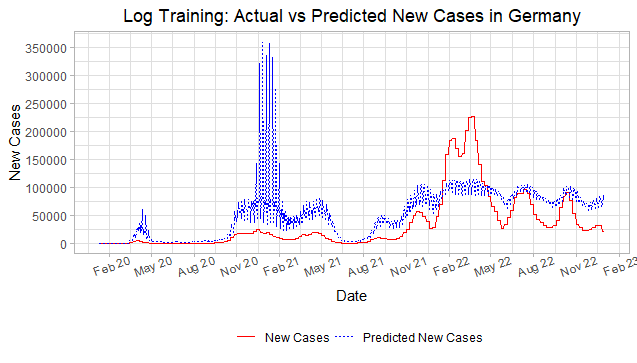 Log Training: Actual vs Predicted New Cases in Germany
New Cases
350000
300000
250000
200000
150000
100000
50000
0
Feb 20 May 20 Aug 20 Nov 20 Feb 21 May 21 Aug 21 Nov 21 Feb 22 May 22 Aug 22 Nov 22 Feb 23
Date
New Cases Predicted New Cases